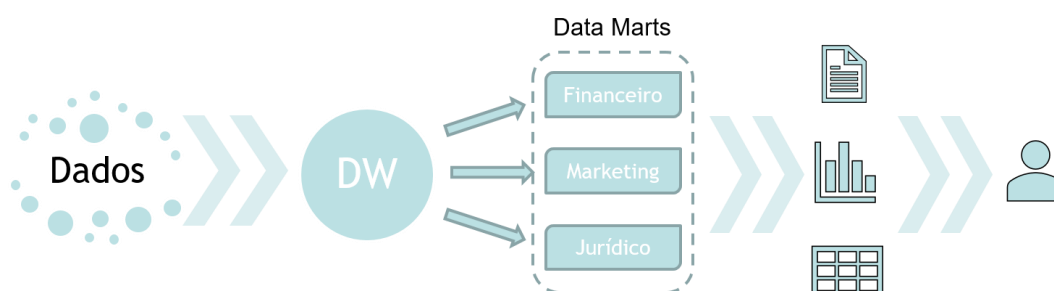 Data Marts
Financeiro
Dados
DW
Marketing
Jurídico